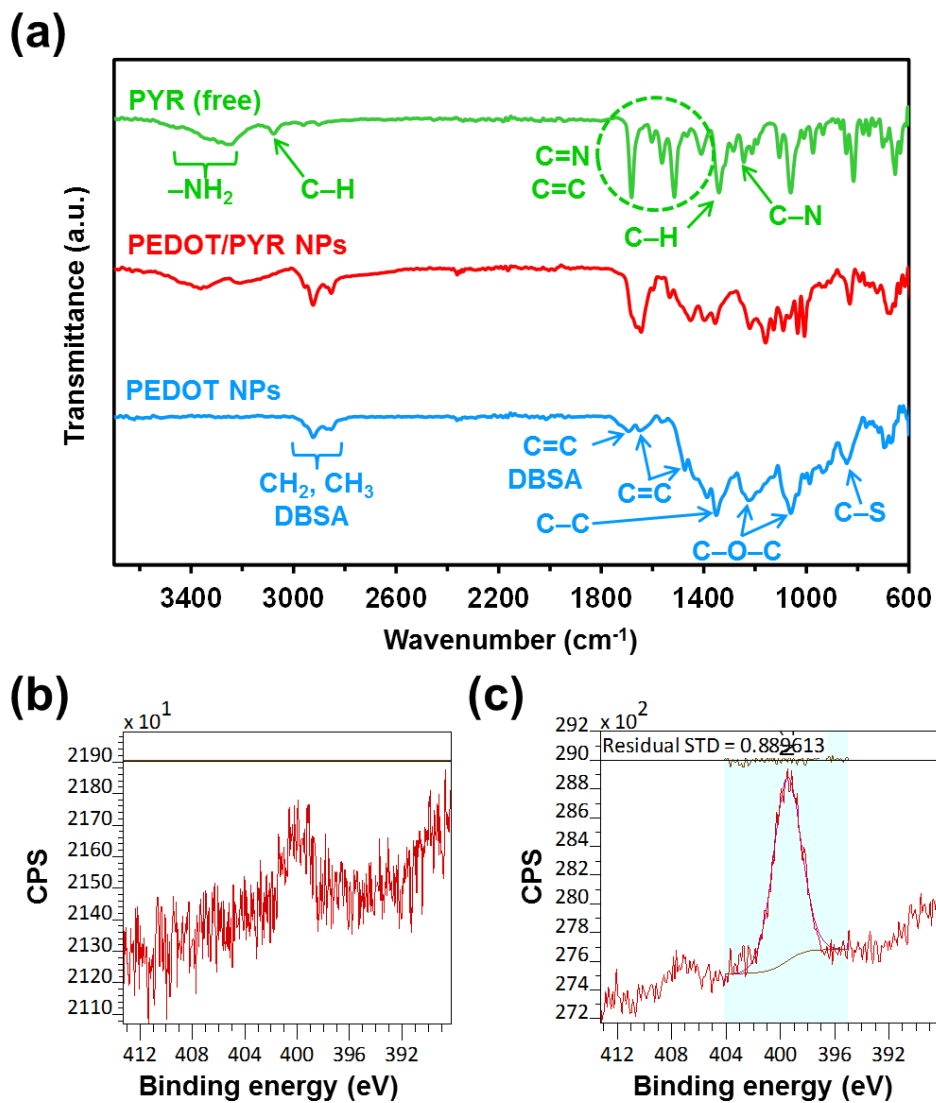 (a)
PYR (free)
–NH₂
C–H
C=N
C=C
C–H
C–N
PEDOT/PYR NPs
PEDOT NPs
CH₂, CH₃
DBSA
C=C
DBSA
C=C
C–C
C–O–C
C–S
Transmittance (a.u.)
3400 3000 2600 2200 1800 1400 1000 600
Wavenumber (cm⁻¹)
(b)
x 10¹
2190
2180
2170
2160
2150
2140
2130
2120
2110
CPS
412 408 404 400 396 392
Binding energy (eV)
(c)
x 10²
292
290
288
286
284
282
280
278
276
274
272
Residual STD = 0.889613
CPS
412 408 404 400 396 392
Binding energy (eV)